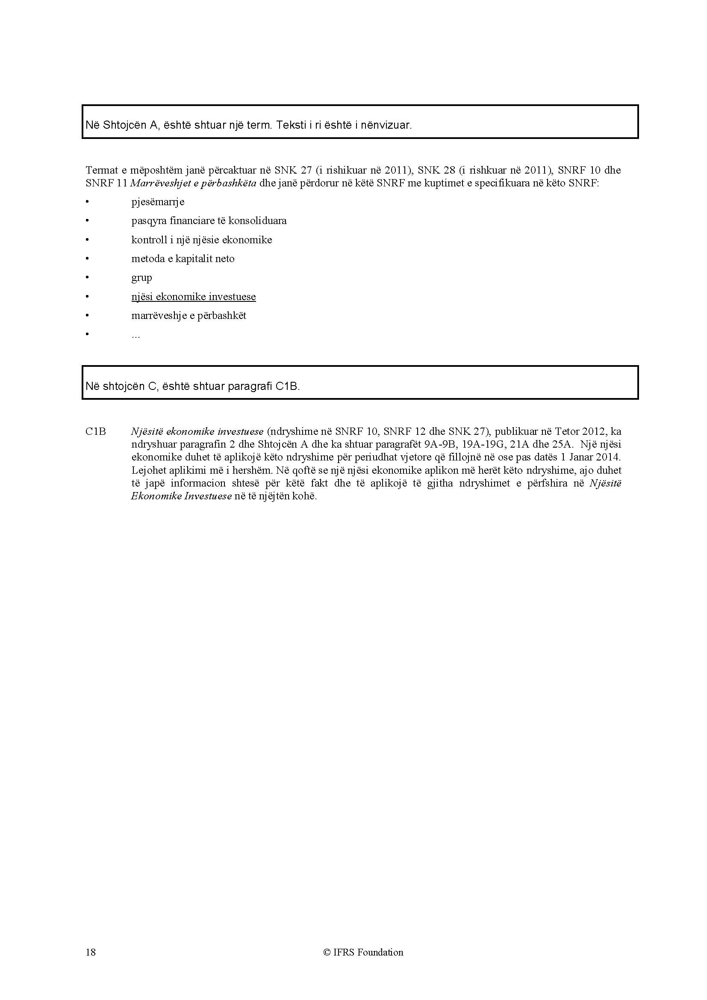 Në Shtojcën A, është shtuar një term. Teksti i ri është i nënvizuar.
Termat e mëposhtëm janë përcaktuar në SNK 27 (i rishikuar në 2011), SNK 28 (i rishkuar në 2011), SNRF 10 dhe
SNRF 11 Marrëveshjet e përbashkëta dhe janë përdorur në këtë SNRF me kuptimet e specifikuara në këto SNRF:
• pjesëmarrje
• pasqyra financiare të konsoliduara
• kontroll i një njësie ekonomike
• metoda e kapitalit neto
• grup
• njësi ekonomike investuese
• marrëveshje e përbashkët
• ...
Në shtojcën C, është shtuar paragrafi C1B.
C1B Njësitë ekonomike investuese (ndryshime në SNRF 10, SNRF 12 dhe SNK 27), publikuar në Tetor 2012, ka
ndryshuar paragrafin 2 dhe Shtojcën A dhe ka shtuar paragrafët 9A-9B, 19A-19G, 21A dhe 25A. Një njësi
ekonomike duhet të aplikojë këto ndryshime për periudhat vjetore që fillojnë në ose pas datës 1 Janar 2014.
Lejohet aplikimi më i hershëm. Në qoftë se një njësi ekonomike aplikon më herët këto ndryshime, ajo duhet
të japë informacion shtesë për këtë fakt dhe të aplikojë të gjitha ndryshimet e përfshira në Njësitë
Ekonomike Investuese në të njëjtën kohë.
18 © IFRS Foundation